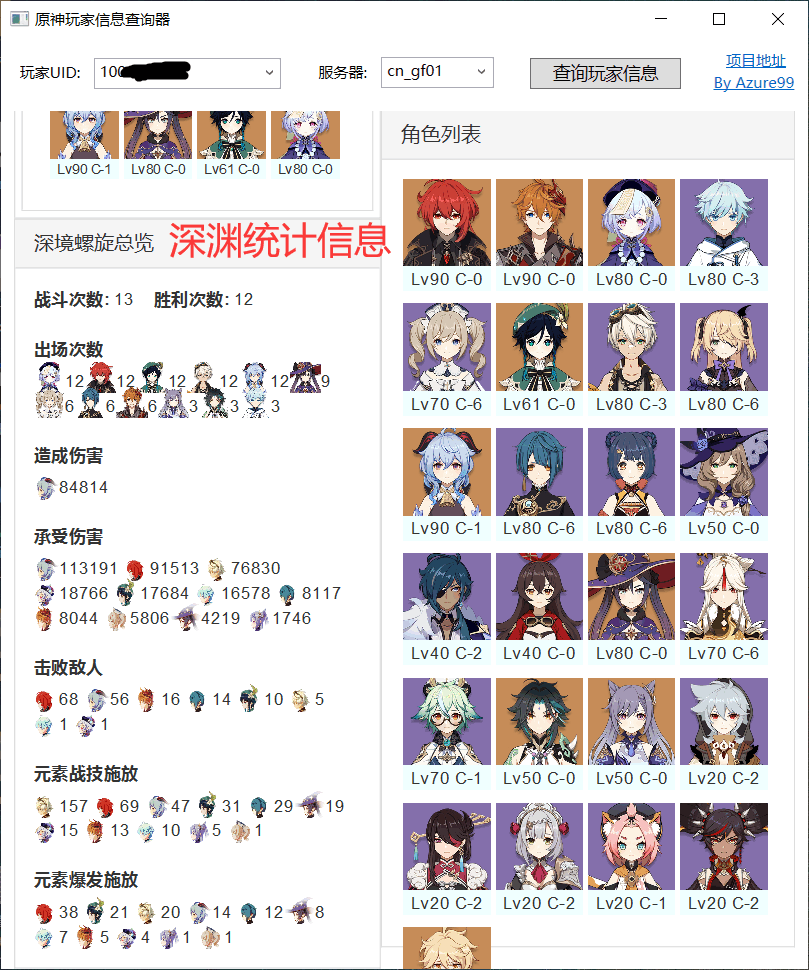 原神玩家信息查询器
玩家UID: 100 服务器: cn_gf01 查询玩家信息 项目地址
By Azure99
Lv90 C-1 Lv80 C-0 Lv61 C-0 Lv80 C-0
深境螺旋总览 深渊统计信息
战斗次数: 13 胜利次数: 12
出场次数
12 12 12 12 12 9
6 6 6 3 3 3
造成伤害
84814
承受伤害
113191 91513 76830
18766 17684 16578 8117
8044 5806 4219 1746
击败敌人
68 56 16 14 10 5
1 1
元素战技施放
157 69 47 31 29 19
15 13 10 5 1
元素爆发施放
38 21 20 14 12 8
7 5 4 1 1
角色列表
Lv90 C-0 Lv90 C-0 Lv80 C-0 Lv80 C-3
Lv70 C-6 Lv61 C-0 Lv80 C-3 Lv80 C-6
Lv90 C-1 Lv80 C-6 Lv80 C-6 Lv50 C-0
Lv40 C-2 Lv40 C-0 Lv80 C-0 Lv70 C-6
Lv70 C-1 Lv50 C-0 Lv50 C-0 Lv20 C-2
Lv20 C-2 Lv20 C-2 Lv20 C-1 Lv20 C-2